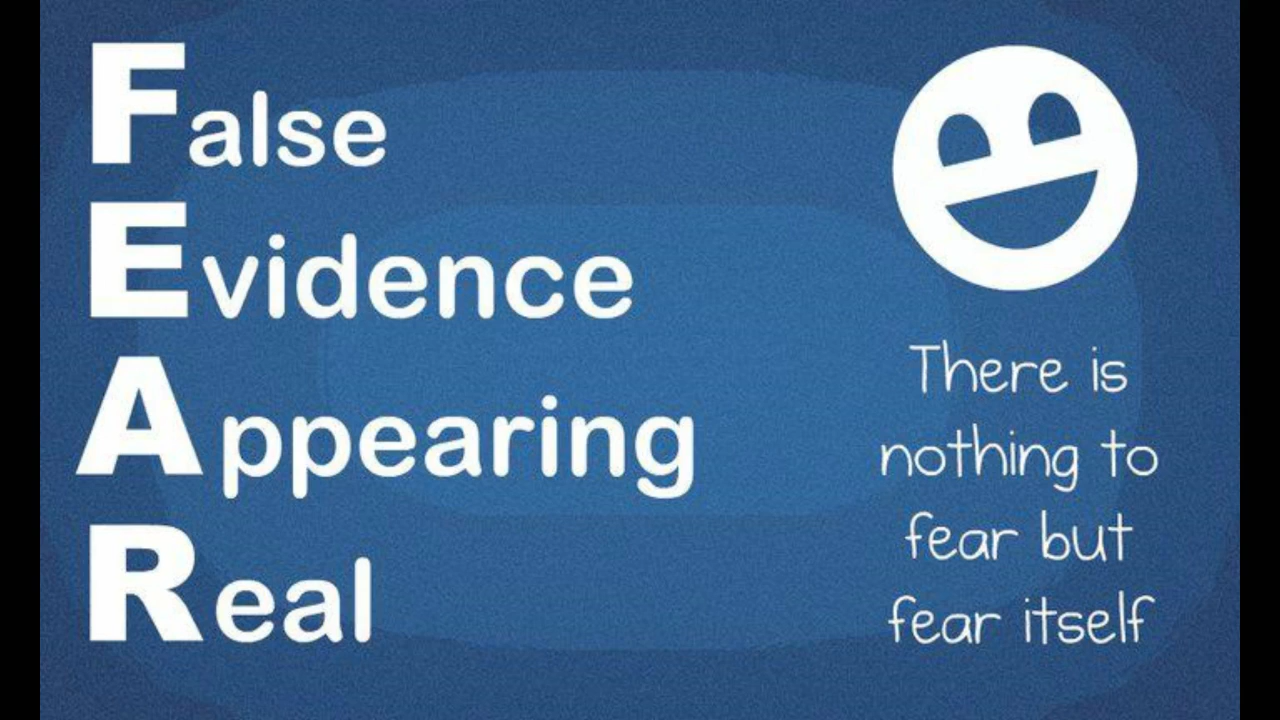 False
Evidence
Appearing
Real
There is
nothing to
fear but
fear itself